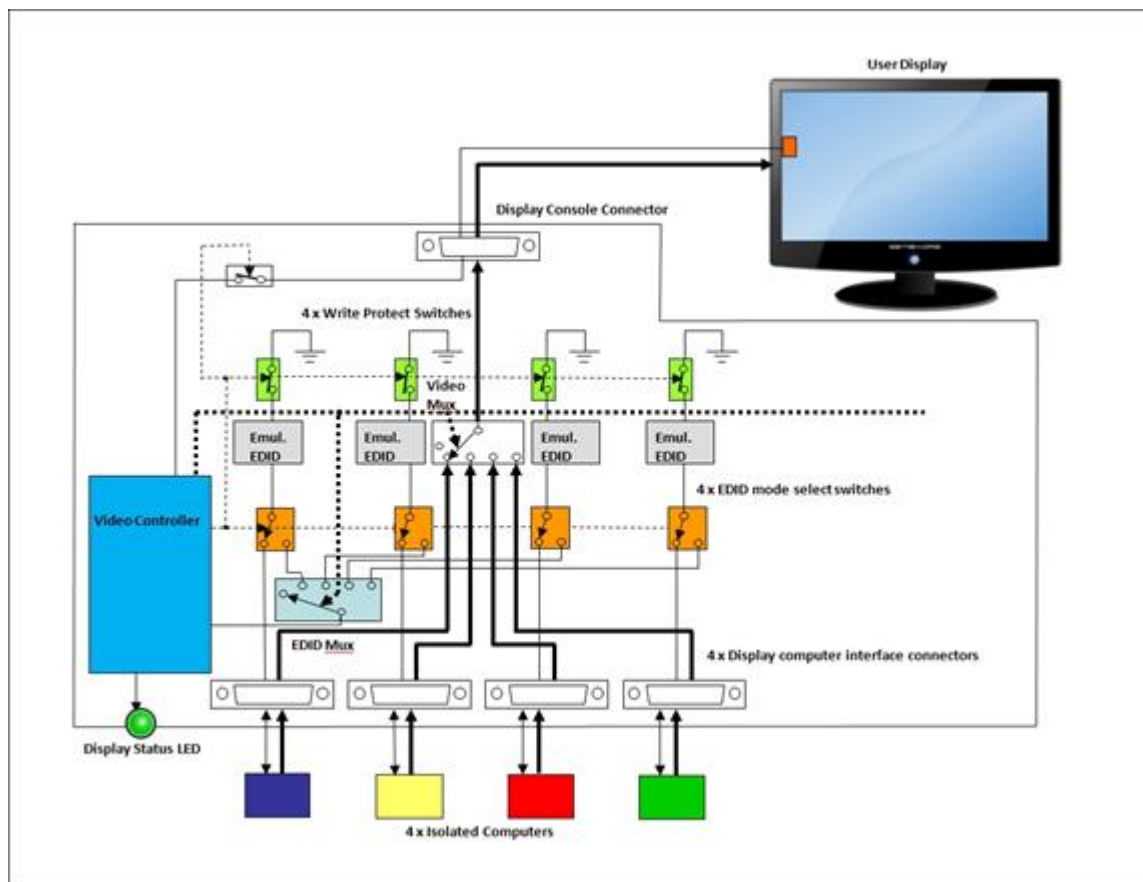 User Display
Display Console Connector
4 x Write Protect Switches
Video
Mux
Emul.
EDID
Emul.
EDID
Emul.
EDID
Emul.
EDID
4 x EDID mode select switches
Video Controller
EDID Mux
4 x Display computer interface connectors
Display Status LED
4 x Isolated Computers